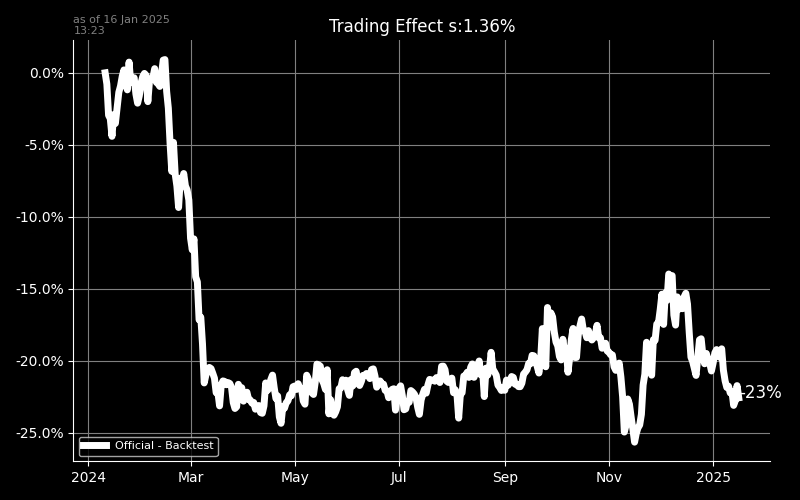 as of 16 Jan 2025
13:23
Trading Effect s:1.36%
0.0%
-5.0%
-10.0%
-15.0%
-20.0%
-25.0%
-23%
Official - Backtest
2024 Mar May Jul Sep Nov 2025